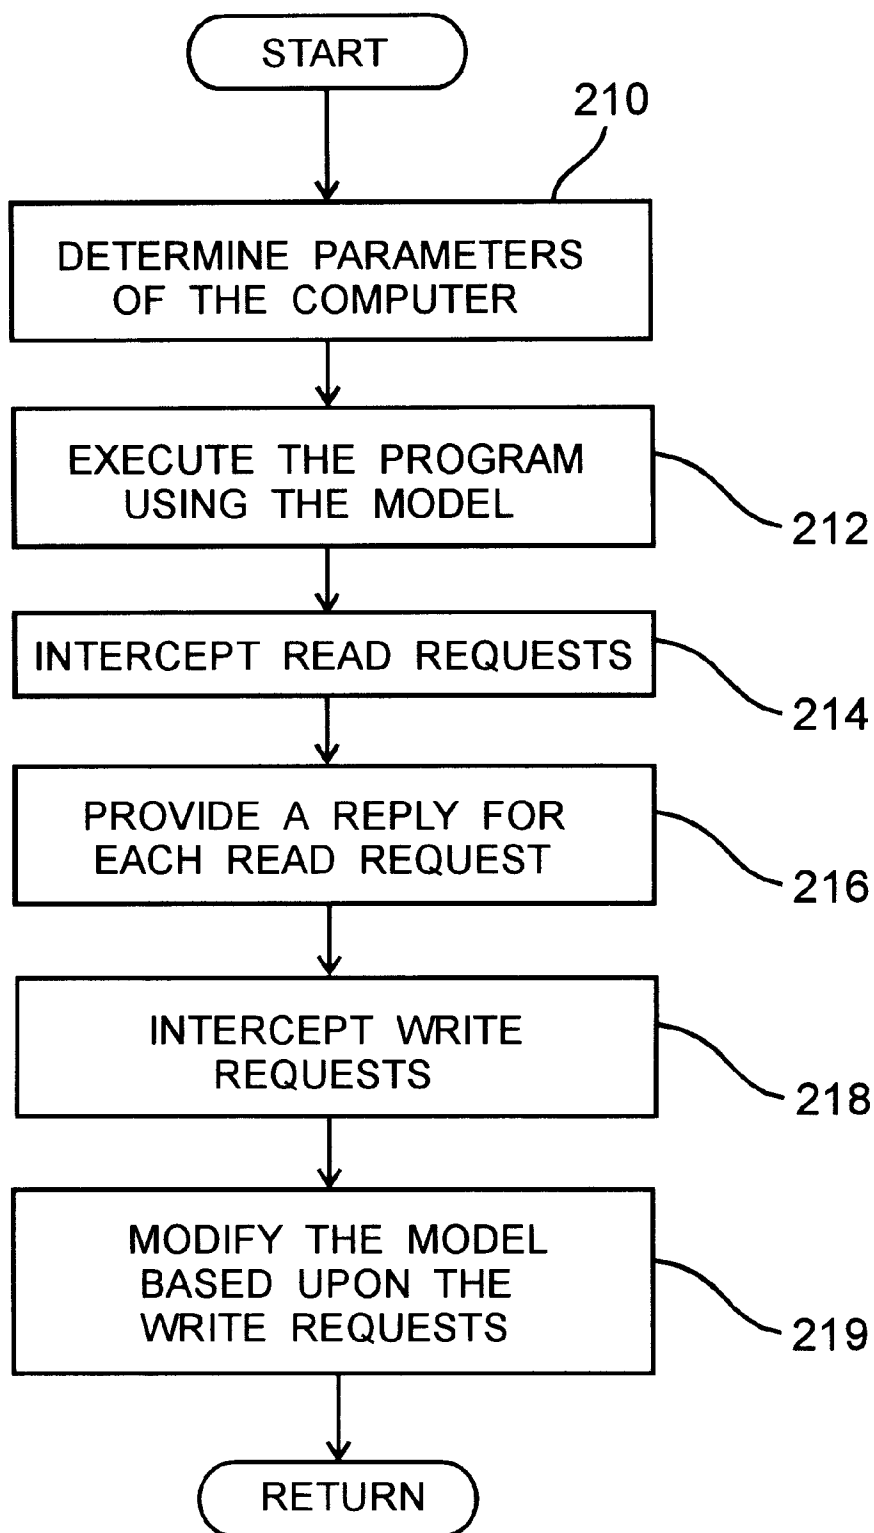 START
210
DETERMINE PARAMETERS
OF THE COMPUTER
EXECUTE THE PROGRAM
USING THE MODEL
212
INTERCEPT READ REQUESTS
214
PROVIDE A REPLY FOR
EACH READ REQUEST
216
INTERCEPT WRITE
REQUESTS
218
MODIFY THE MODEL
BASED UPON THE
WRITE REQUESTS
219
RETURN